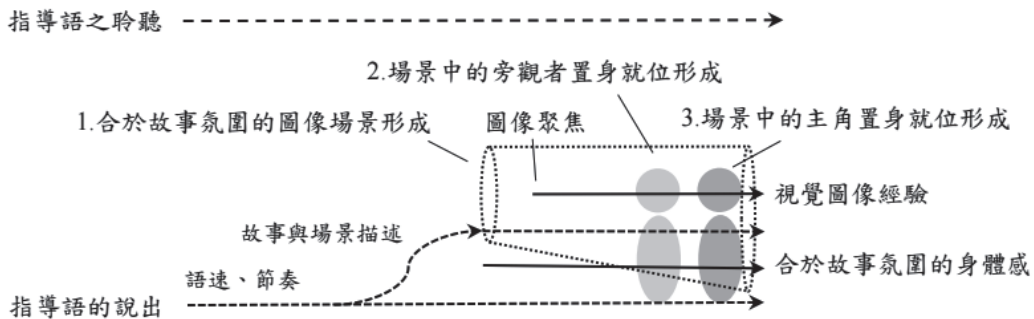 指導語之聆聽
2.場景中的旁觀者置身就位形成
1.合於故事氛圍的圖像場景形成
圖像聚焦
3.場景中的主角置身就位形成
視覺圖像經驗
故事與場景描述
合於故事氛圍的身體感
語速、節奏
指導語的說出